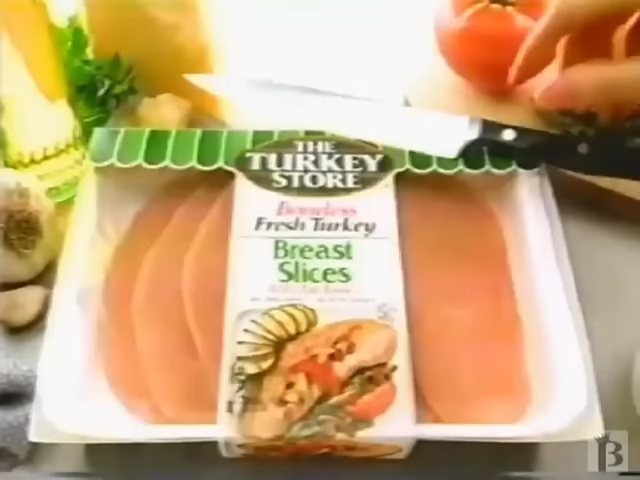 THE
TURKEY
STORE
Boneless
Fresh Turkey
Breast
Slices
B